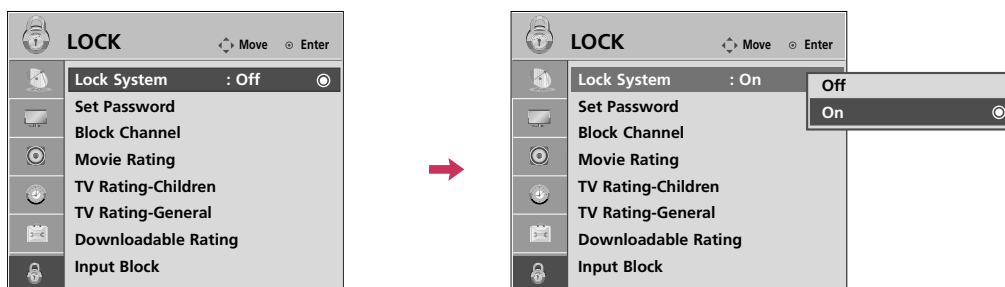 LOCK Move Enter
Lock System : Off
Set Password
Block Channel
Movie Rating
TV Rating-Children
TV Rating-General
Downloadable Rating
Input Block
LOCK Move Enter
Lock System : On
Set Password
Block Channel
Movie Rating
TV Rating-Children
TV Rating-General
Downloadable Rating
Input Block
Off
On